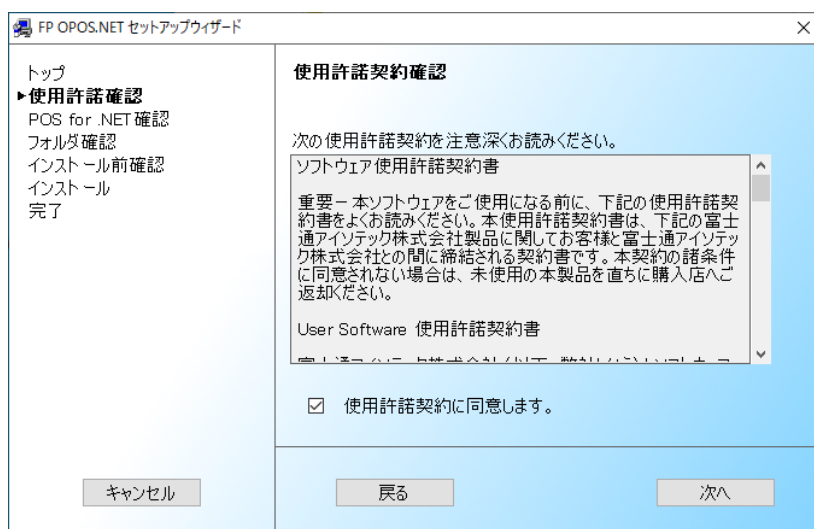 FP OPOS.NET セットアップウィザード
トップ
使用許諾確認
POS for .NET 確認
フォルダ確認
インストール前確認
インストール
完了
使用許諾契約確認
次の使用許諾契約を注意深くお読みください。
ソフトウェア使用許諾契約書
重要－本ソフトウェアをご使用になる前に、下記の使用許諾契
約書をよくお読みください。本使用許諾契約書は、下記の富士
通アイソテック株式会社製品に関してお客様と富士通アイソテッ
ク株式会社との間に締結される契約書です。本契約の諸条件
に同意されない場合は、未使用の本製品を直ちに購入店へご
返却ください。
User Software 使用許諾契約書
使用許諾契約に同意します。
キャンセル
戻る
次へ